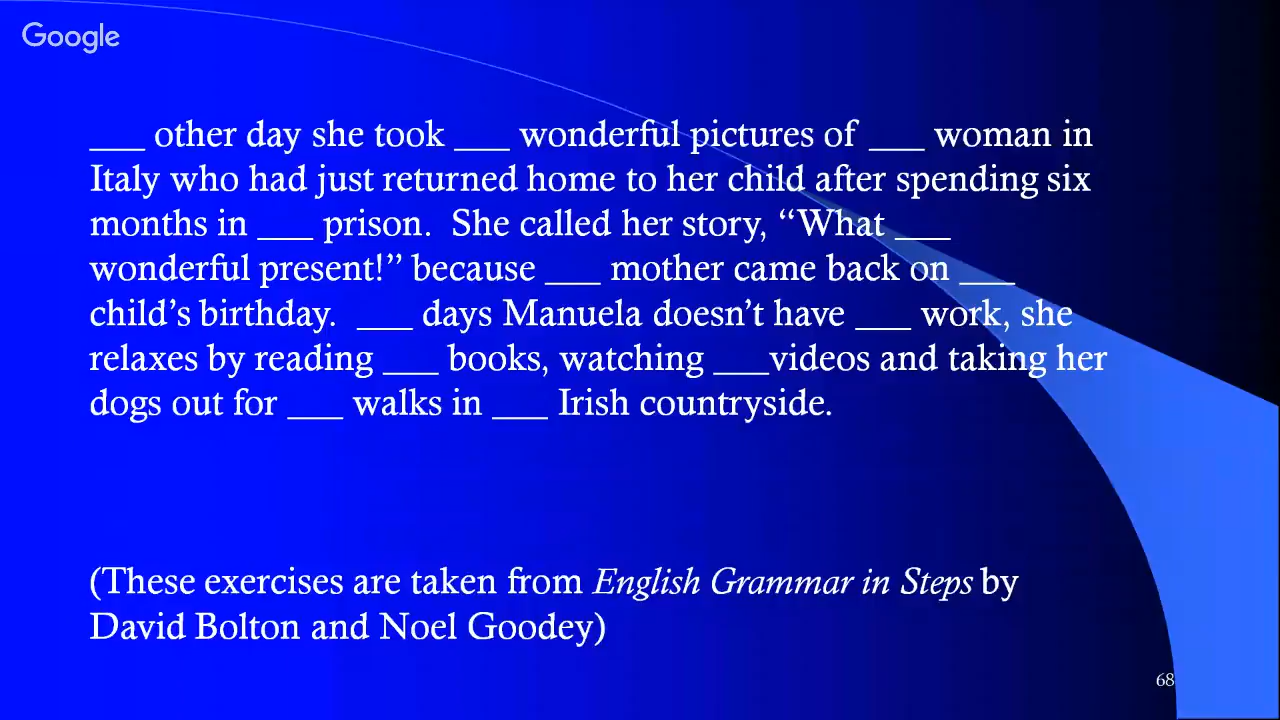 Google
___ other day she took ___ wonderful pictures of ___ woman in
Italy who had just returned home to her child after spending six
months in ___ prison.  She called her story, “What ___
wonderful present!” because ___ mother came back on ___
child’s birthday.  ___ days Manuela doesn’t have ___ work, she
relaxes by reading ___ books, watching ___videos and taking her
dogs out for ___ walks in ___ Irish countryside.
(These exercises are taken from English Grammar in Steps by
David Bolton and Noel Goodey)
68